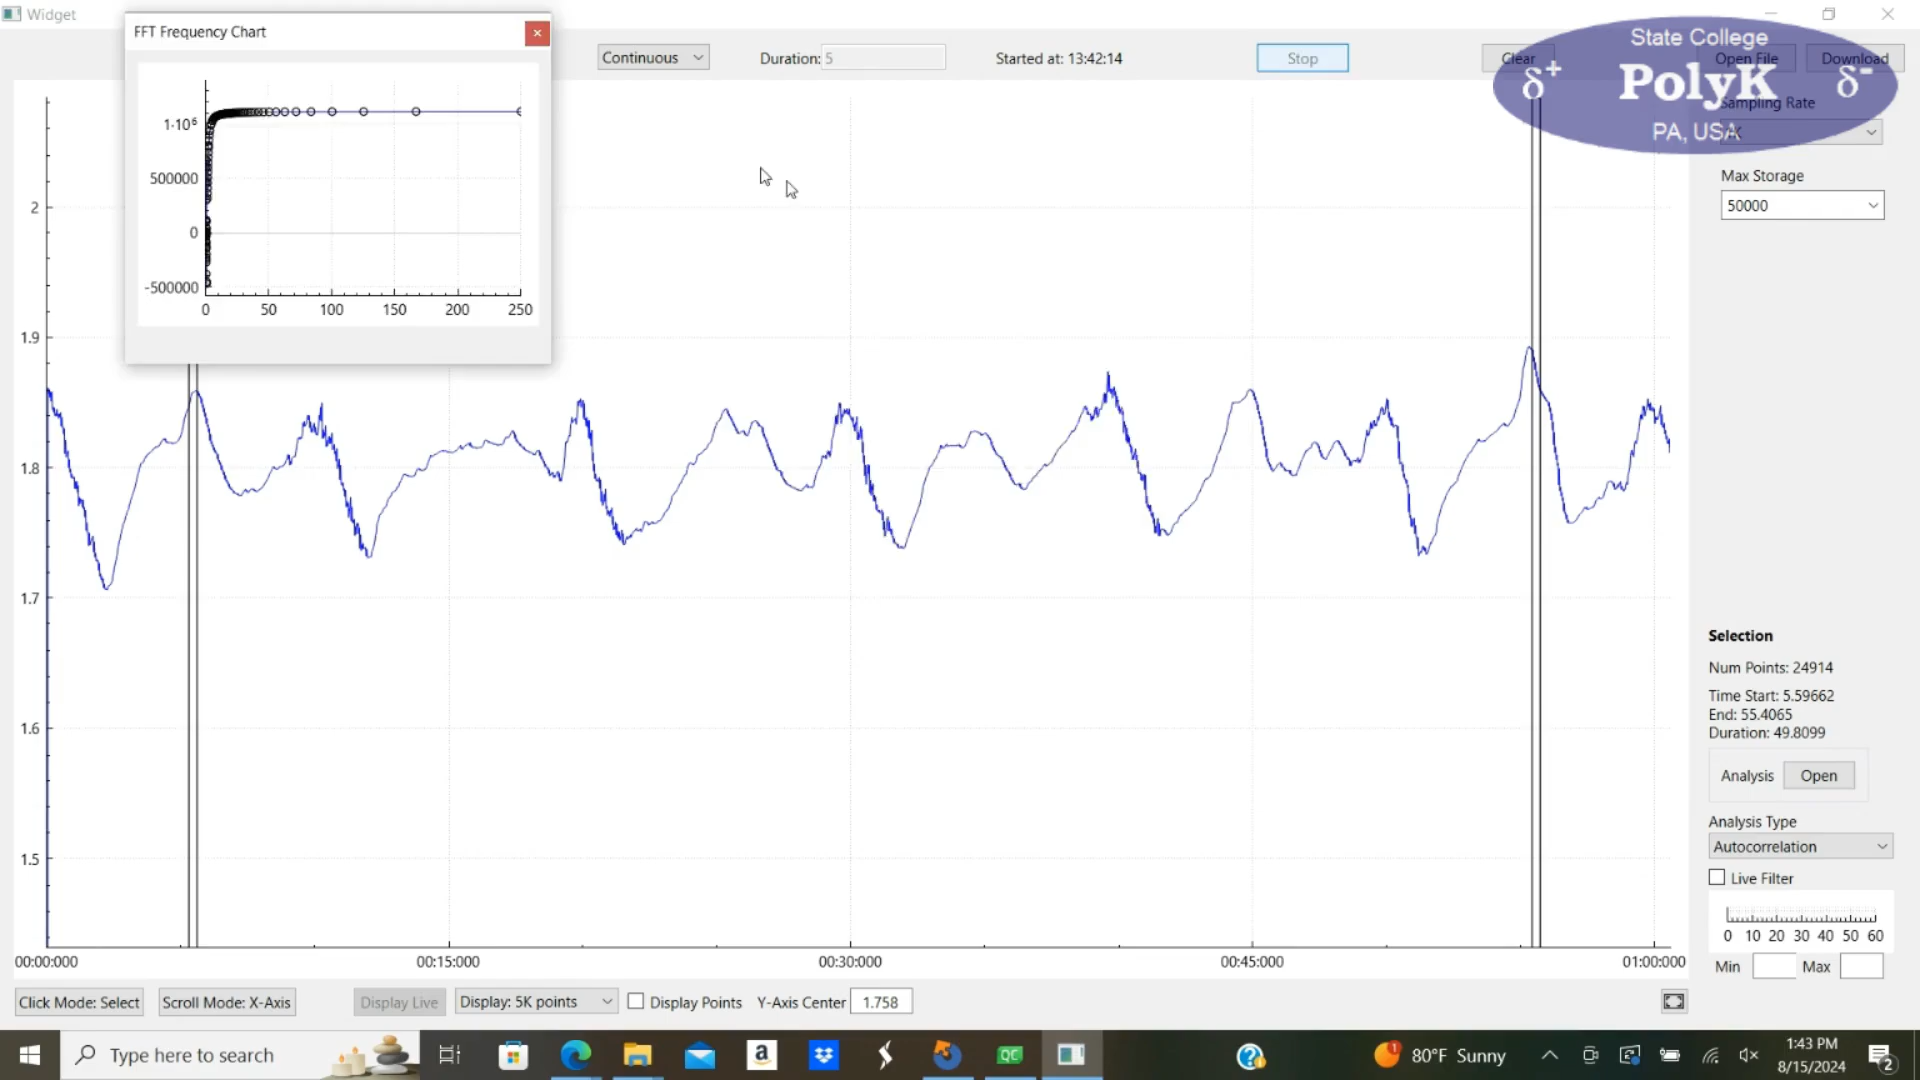 Widget
FFT Frequency Chart
Continuous
Duration: 5
Started at: 13:42:14
Stop
Clear
Open File
Download
State College
δ+ PolyK δ-
PA, USA
Sampling Rate
Max Storage
50000
1·10⁶
500000
0
-500000
0 50 100 150 200 250
2
1.9
1.8
1.7
1.6
1.5
00:00:000 00:15:000 00:30:000 00:45:000 01:00:000
Selection
Num Points: 24914
Time Start: 5.59662
End: 55.4065
Duration: 49.8099
Analysis Open
Analysis Type
Autocorrelation
Live Filter
0 10 20 30 40 50 60
Min Max
Click Mode: Select
Scroll Mode: X-Axis
Display Live
Display: 5K points
Display Points
Y-Axis Center 1.758
Type here to search
a
QC
1
80°F Sunny
1:43 PM
8/15/2024
2